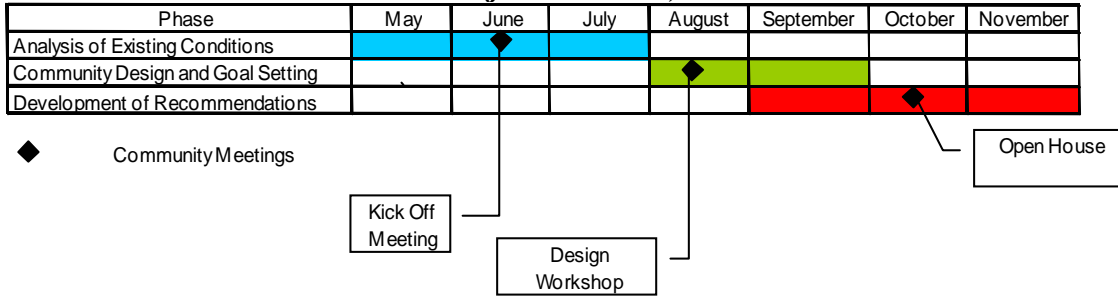 Phase May June July August September October November
Analysis of Existing Conditions
Community Design and Goal Setting
Development of Recommendations
Community Meetings
Open House
Kick Off
Meeting
Design
Workshop